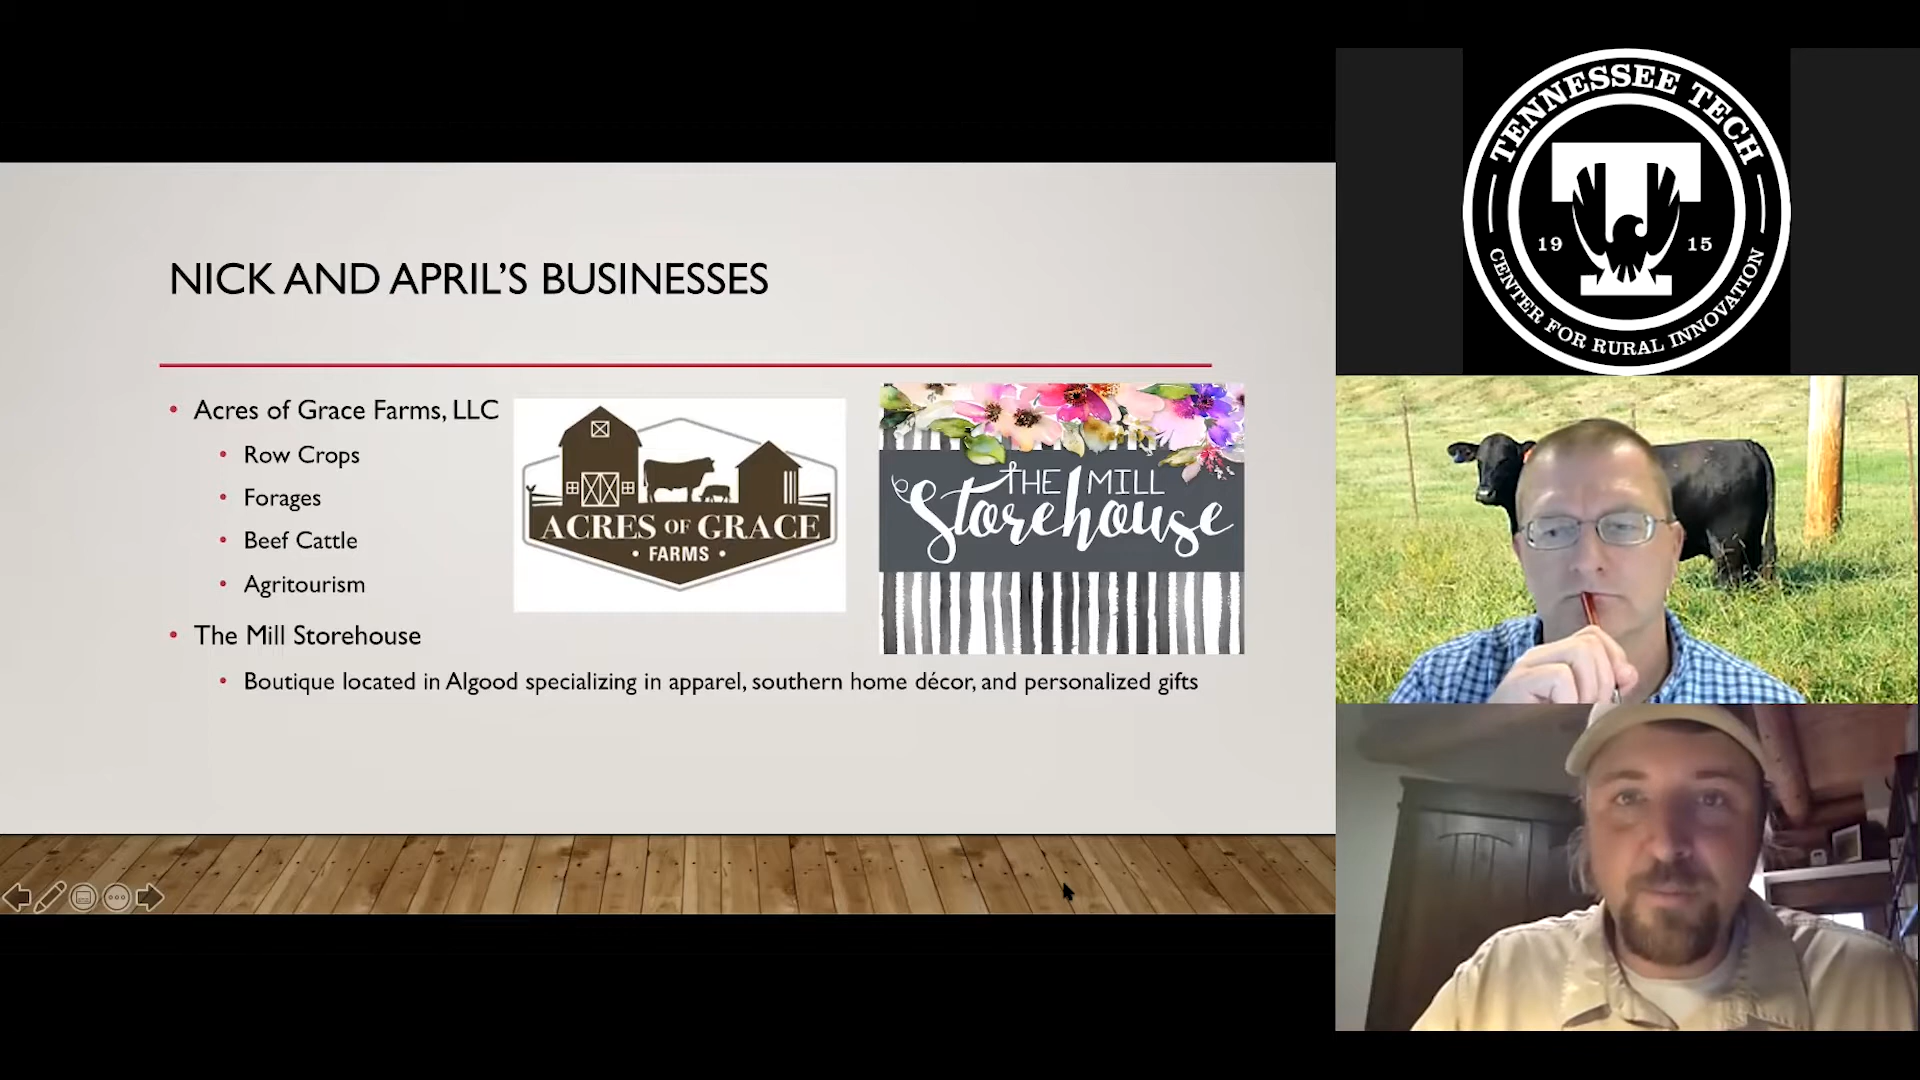 NICK AND APRIL'S BUSINESSES
• Acres of Grace Farms, LLC
• Row Crops
• Forages
• Beef Cattle
• Agritourism
• The Mill Storehouse
• Boutique located in Algood specializing in apparel, southern home décor, and personalized gifts
ACRES OF GRACE
• FARMS •
THE MILL
Storehouse
TENNESSEE TECH
T
19 15
CENTER FOR RURAL INNOVATION